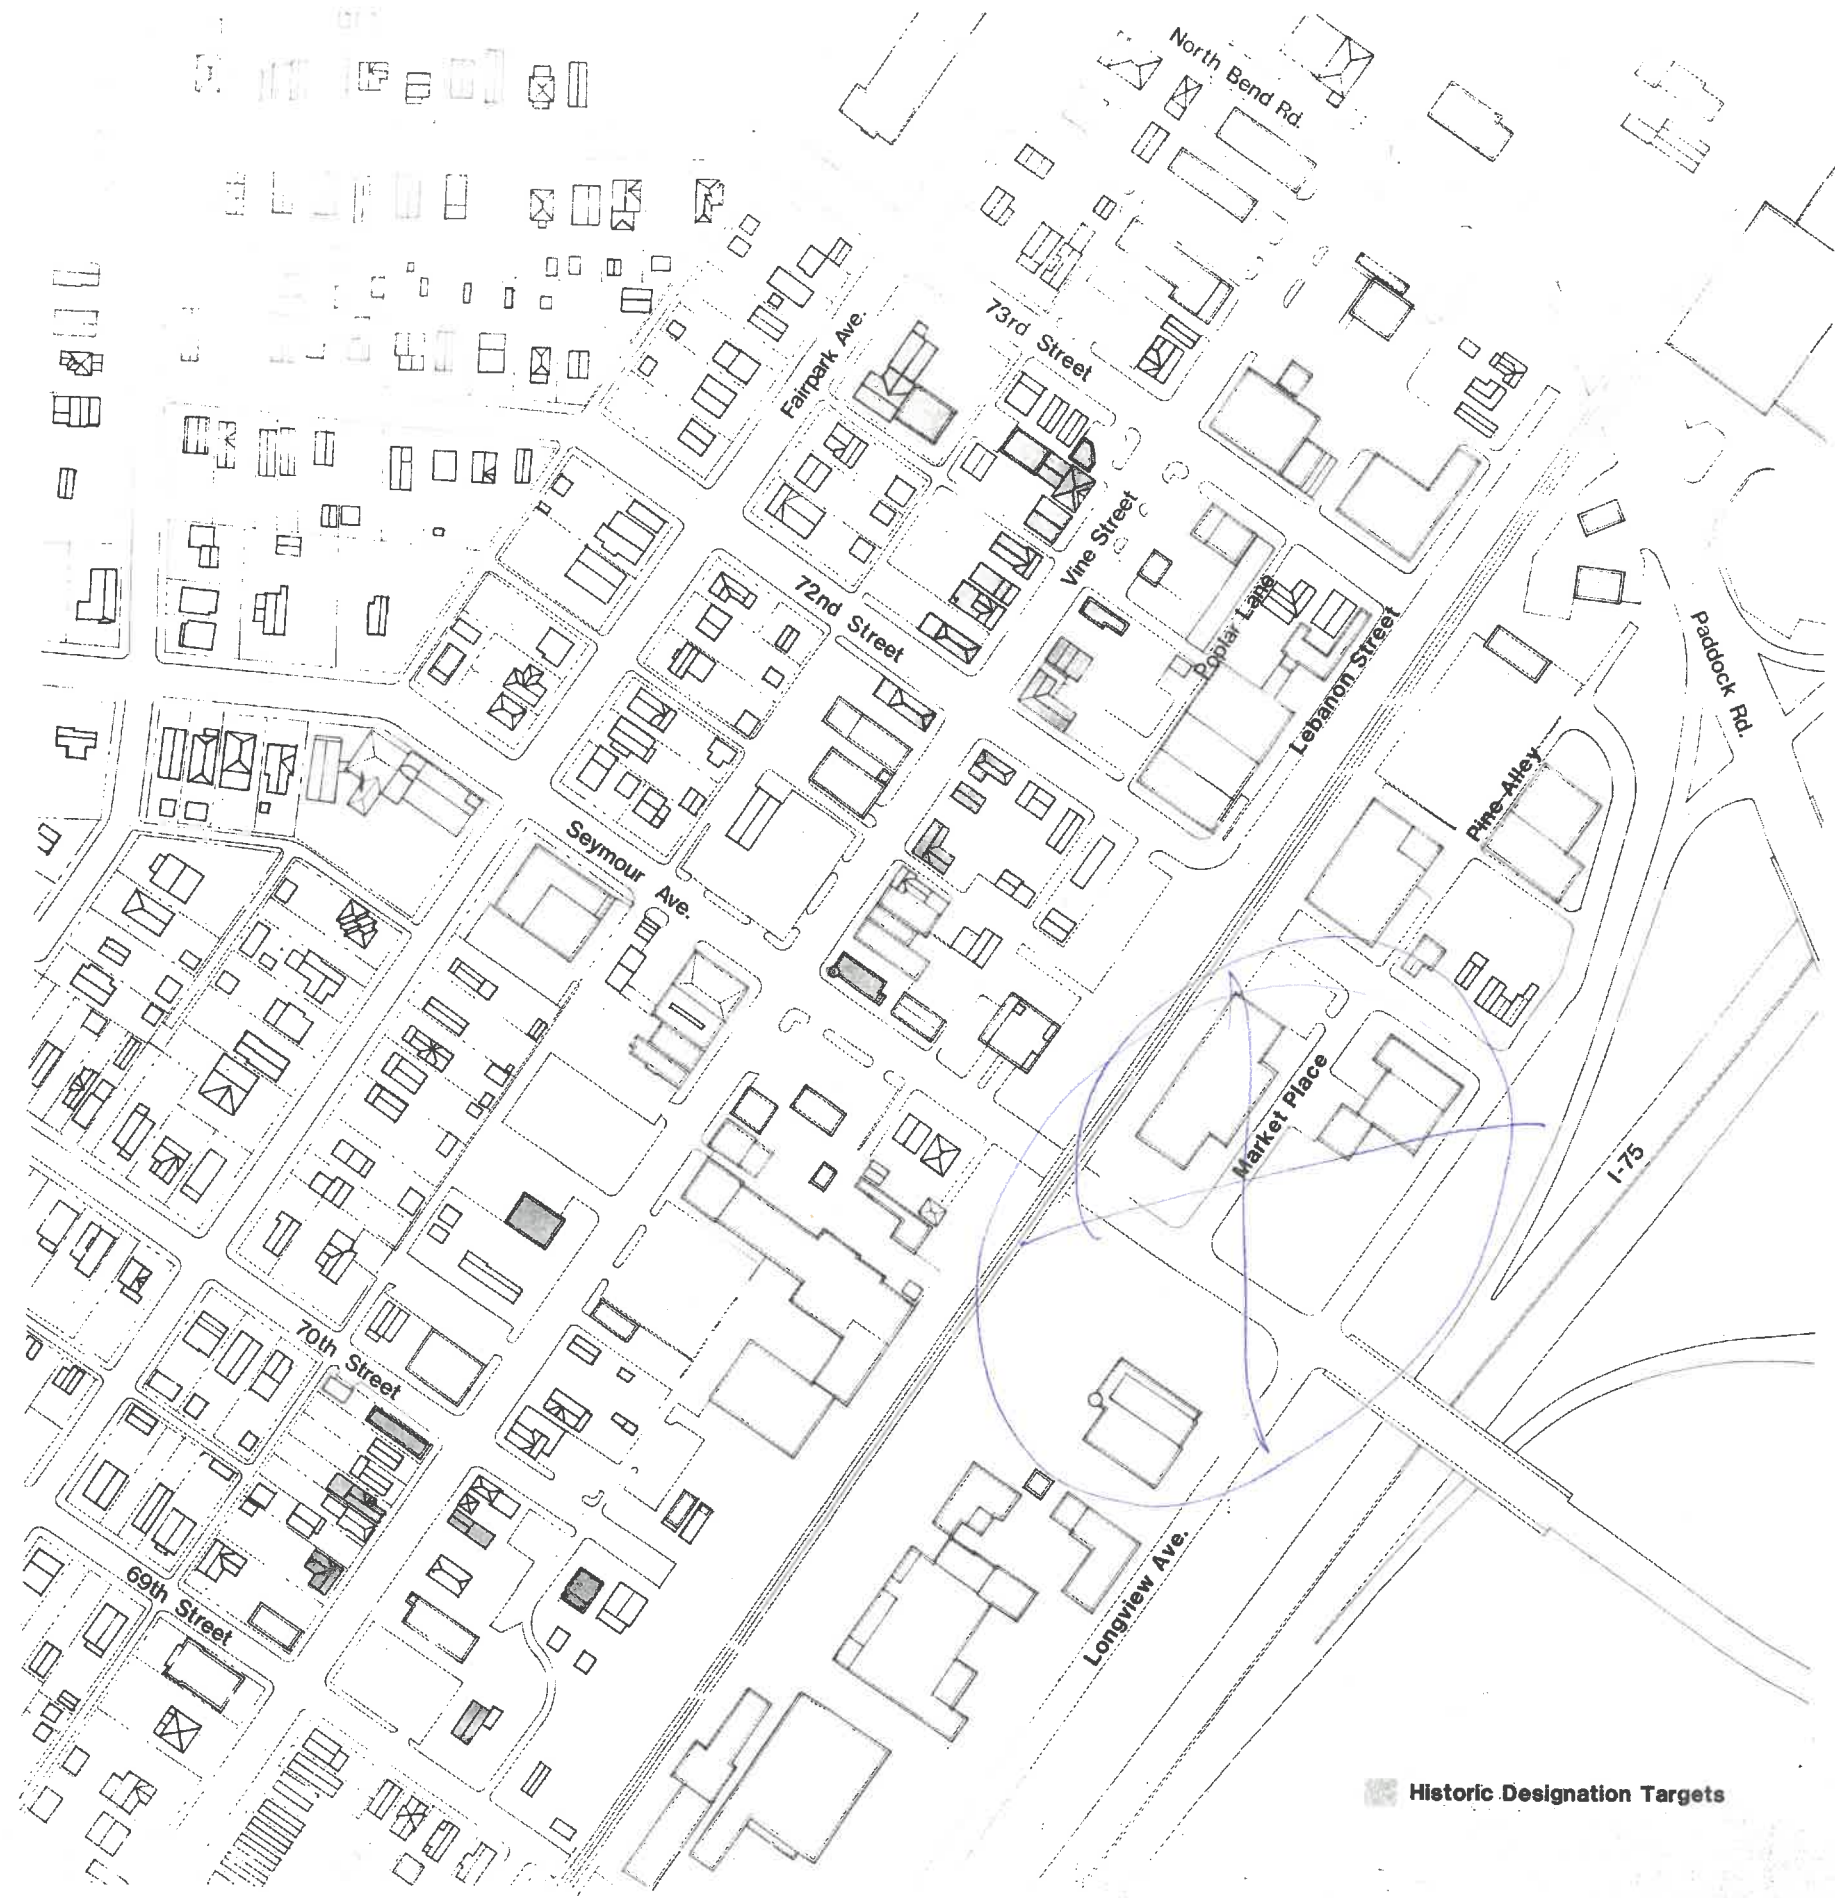 North Bend Rd.
73rd Street
Fairpark Ave.
Vine Street
72nd Street
Poplar Lane
Lebanon Street
Paddock Rd.
Pine Alley
Seymour Ave.
Market Place
I-75
70th Street
69th Street
Longview Ave.
Historic Designation Targets